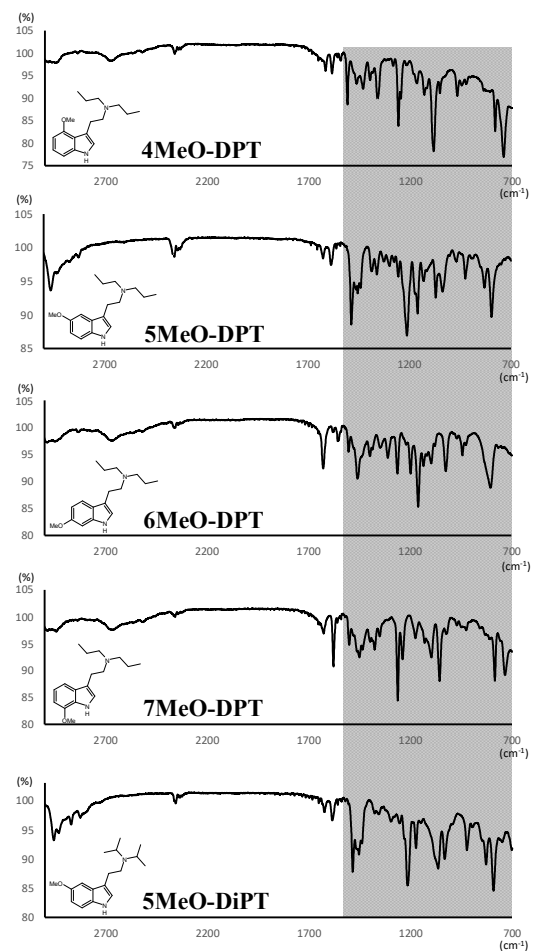 (%)
105
100
95
90
85
80
75
OMe
N
N
H
4MeO-DPT
2700 2200 1700 1200 700
(cm-1)
(%)
105
100
95
90
85
MeO
N
N
H
5MeO-DPT
2700 2200 1700 1200 700
(cm-1)
(%)
105
100
95
90
85
80
N
MeO
N
H
6MeO-DPT
2700 2200 1700 1200 700
(cm-1)
(%)
105
100
95
90
85
80
N
N
H
OMe
7MeO-DPT
2700 2200 1700 1200 700
(cm-1)
(%)
105
100
95
90
85
80
N
MeO
N
H
5MeO-DiPT
2700 2200 1700 1200 700
(cm-1)